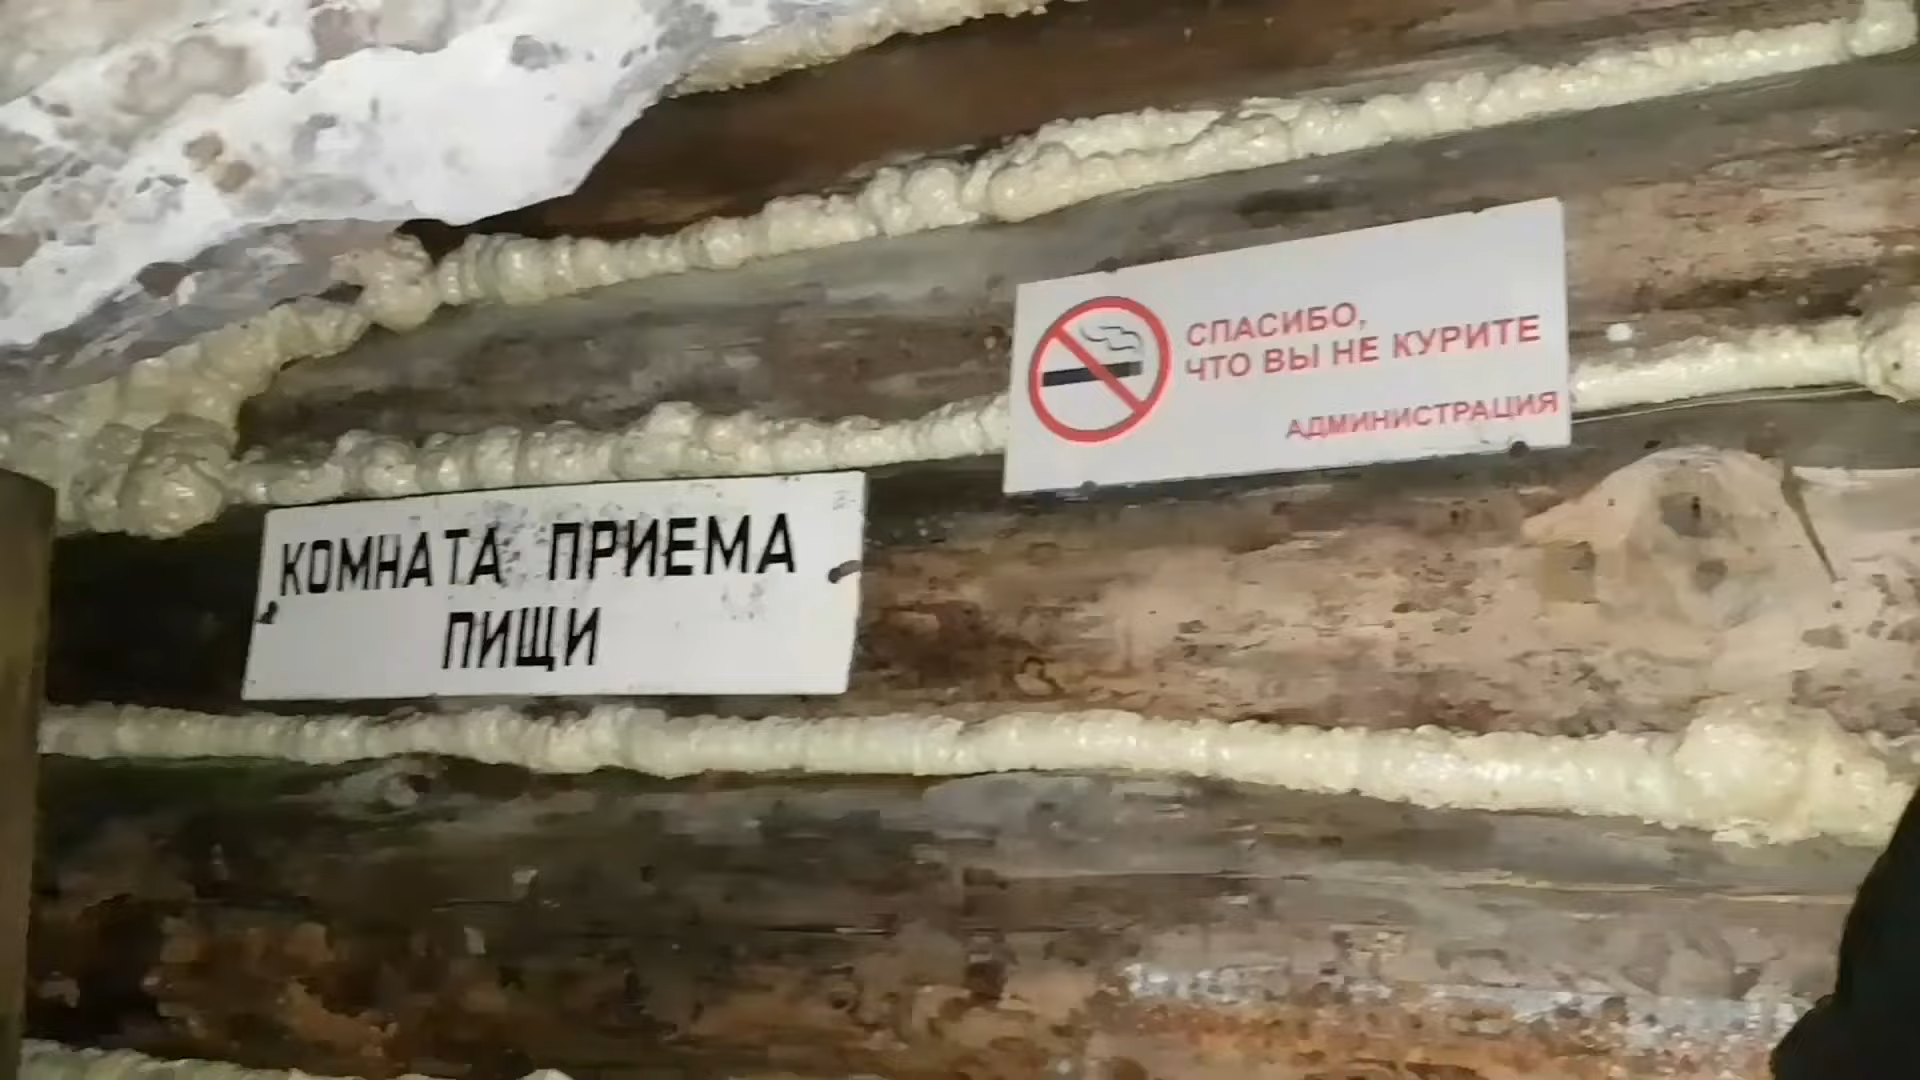 КОМНАТА ПРИЕМА
ПИЩИ
СПАСИБО,
ЧТО ВЫ НЕ КУРИТЕ
АДМИНИСТРАЦИЯ